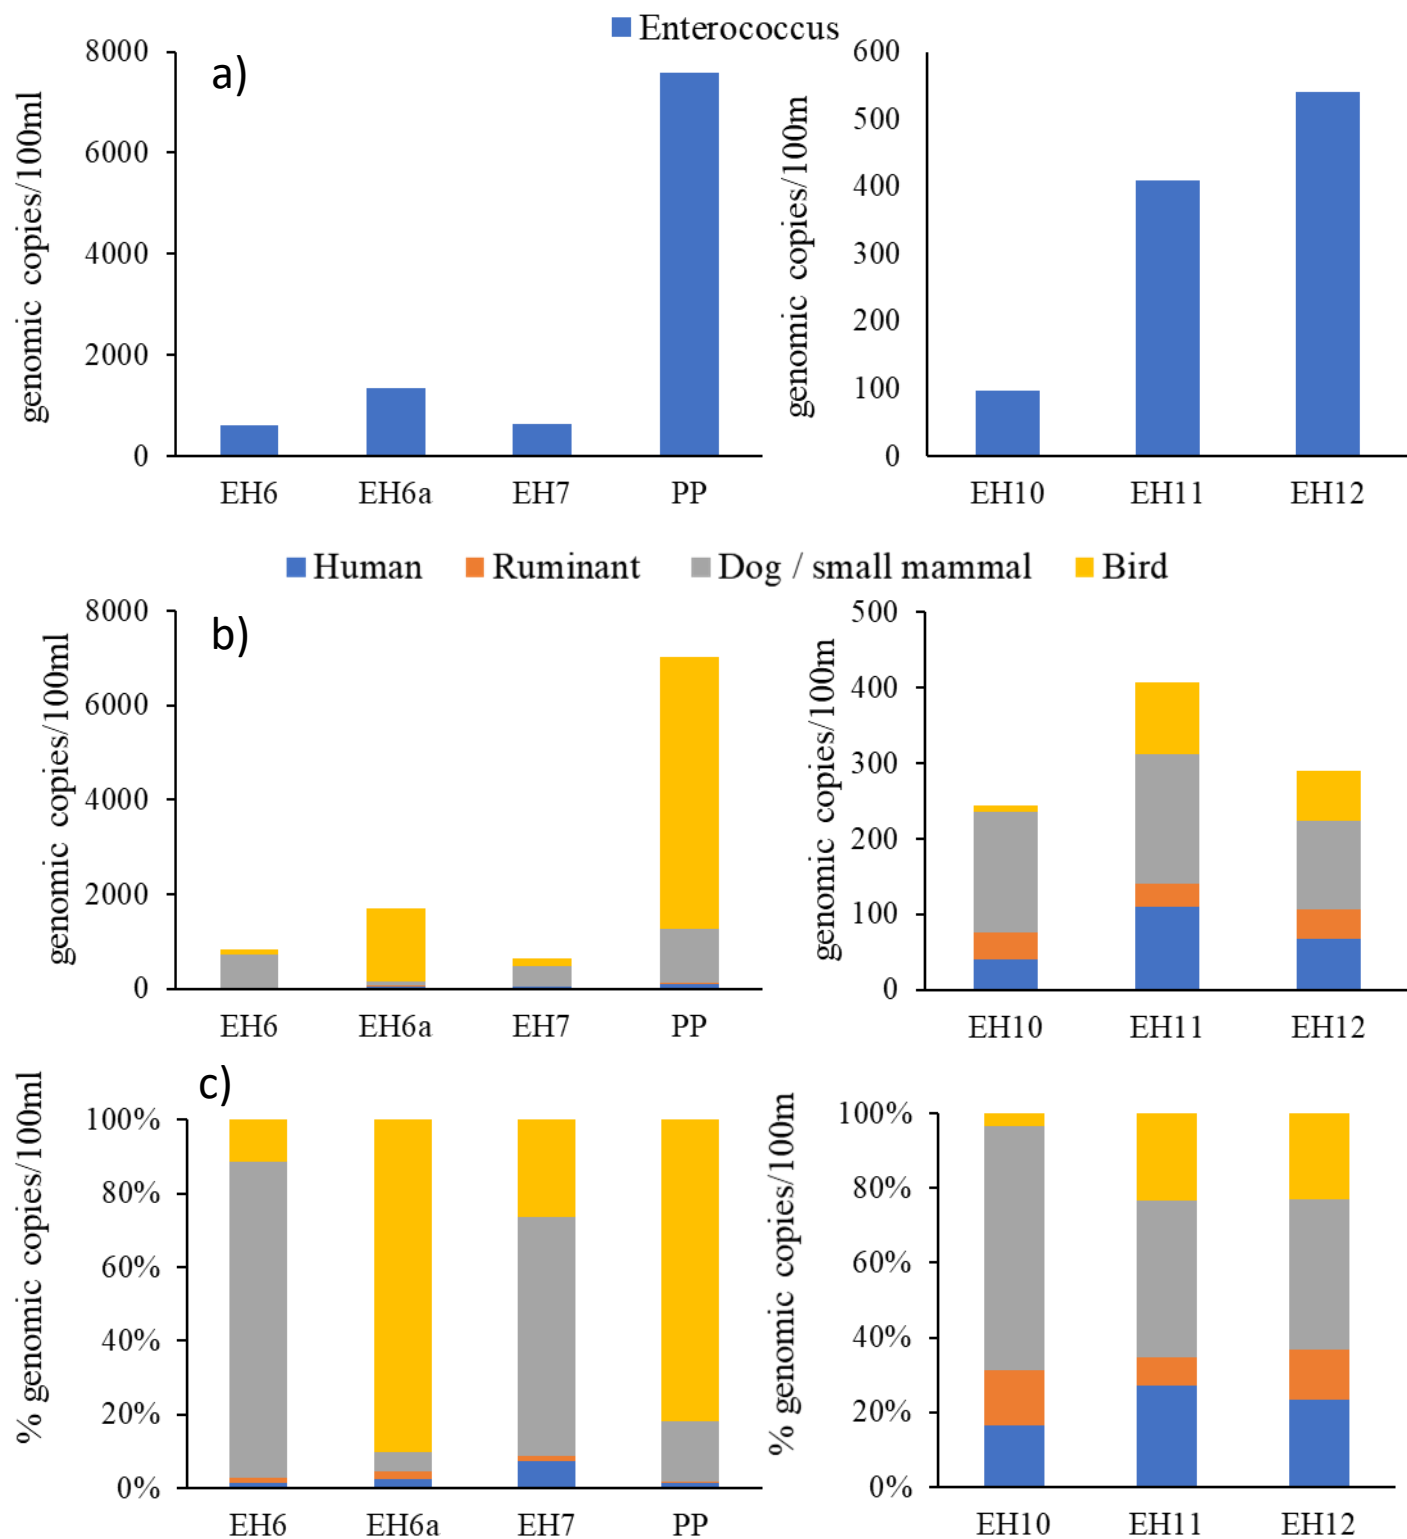 Enterococcus
a)
genomic copies/100ml
8000
6000
4000
2000
0
EH6 EH6a EH7 PP
genomic copies/100m
600
500
400
300
200
100
0
EH10 EH11 EH12
Human Ruminant Dog / small mammal Bird
b)
genomic copies/100ml
8000
6000
4000
2000
0
EH6 EH6a EH7 PP
genomic copies/100m
500
400
300
200
100
0
EH10 EH11 EH12
c)
% genomic copies/100ml
100%
80%
60%
40%
20%
0%
EH6 EH6a EH7 PP
% genomic copies/100m
100%
80%
60%
40%
20%
0%
EH10 EH11 EH12